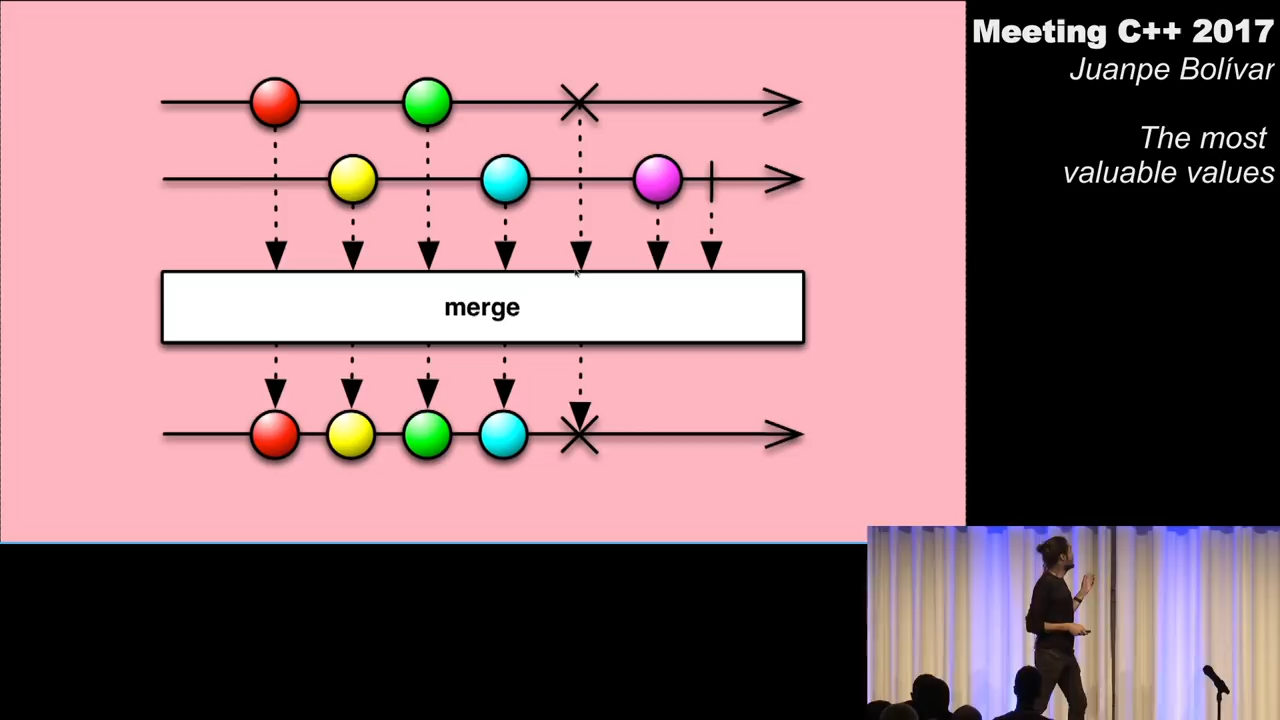 Meeting C++ 2017
Juanpe Bolívar
The most
valuable values
merge